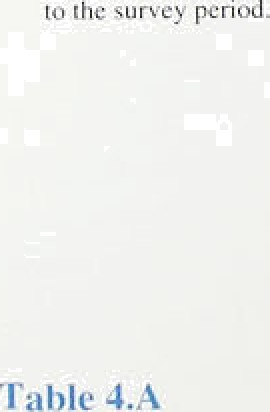 to the survey period.
Table 4.A